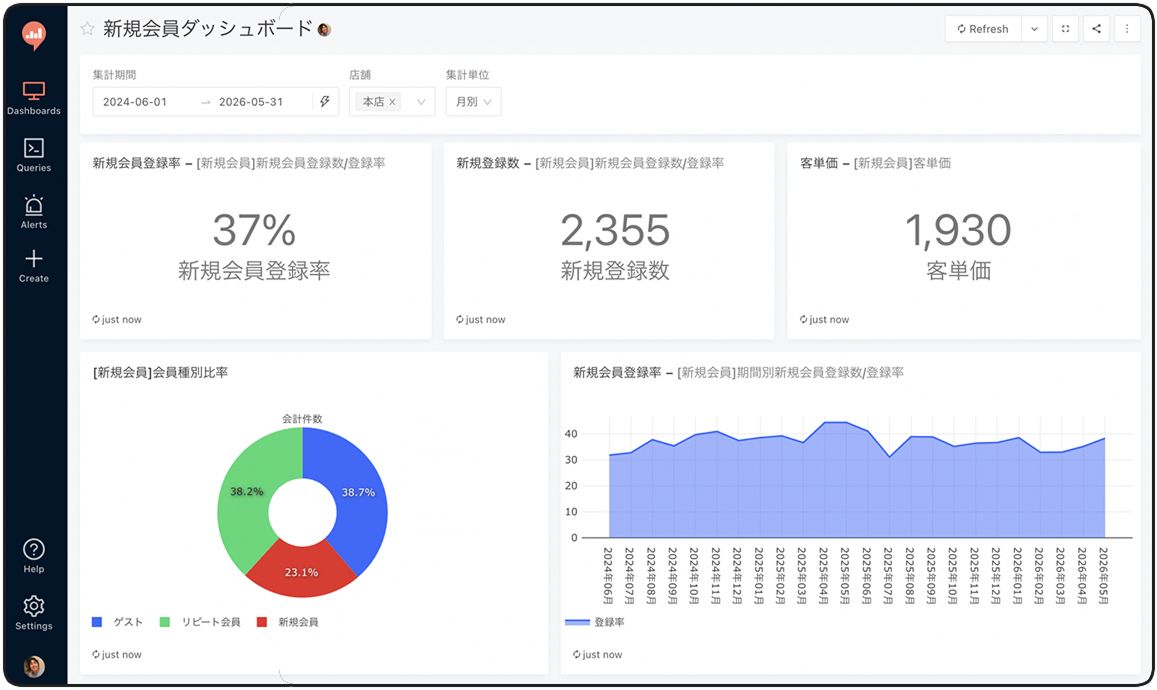 新規会員ダッシュボード
Refresh
Dashboards
Queries
Alerts
Create
Help
Settings
集計期間 店舗 集計単位
2024-06-01 → 2026-05-31 本店 × 月別
新規会員登録率 – [新規会員]新規会員登録数/登録率
37%
新規会員登録率
just now
新規登録数 – [新規会員]新規会員登録数/登録率
2,355
新規登録数
just now
客単価 – [新規会員]客単価
1,930
客単価
just now
[新規会員]会員種別比率
会計件数
38.2%
38.7%
23.1%
ゲスト リピート会員 新規会員
just now
新規会員登録率 – [新規会員]期間別新規会員登録数/登録率
40
30
20
10
0
2024年06月
2024年07月
2024年08月
2024年09月
2024年10月
2024年11月
2024年12月
2025年01月
2025年02月
2025年03月
2025年04月
2025年05月
2025年06月
2025年07月
2025年08月
2025年09月
2025年10月
2025年11月
2025年12月
2026年01月
2026年02月
2026年03月
2026年04月
2026年05月
登録率
just now